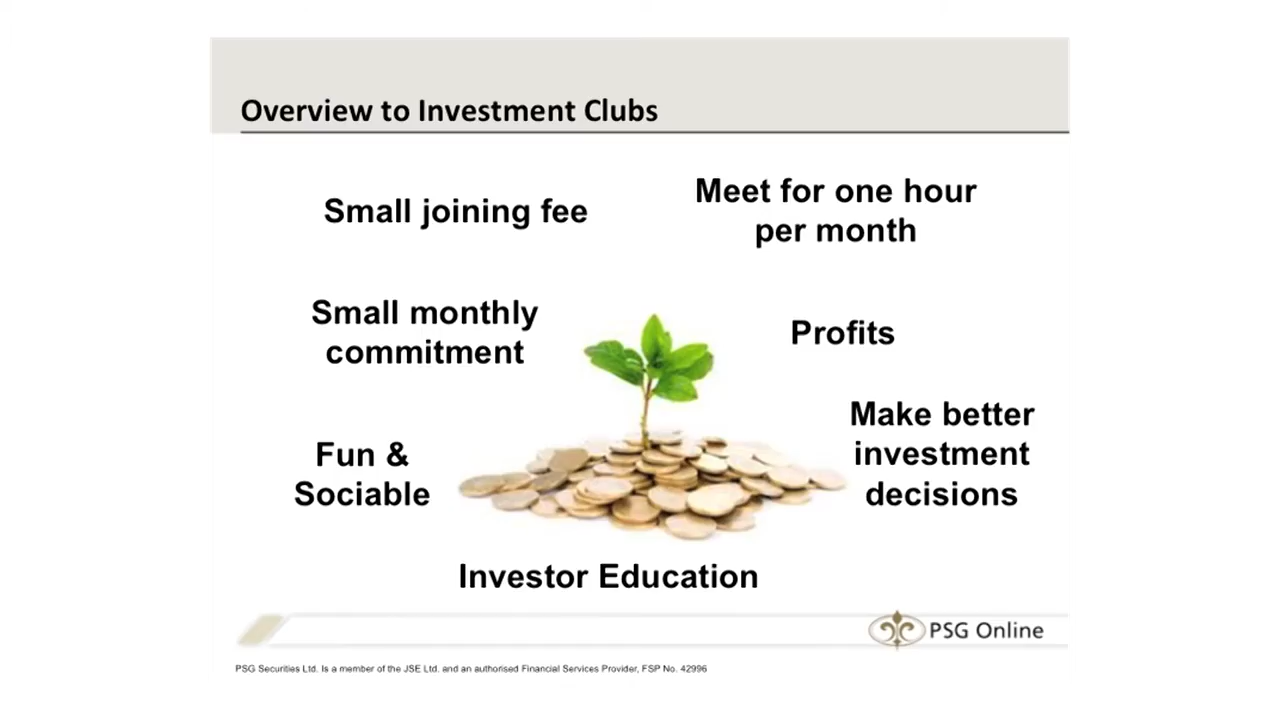 Overview to Investment Clubs
Small joining fee
Meet for one hour
per month
Small monthly
commitment
Profits
Make better
investment
decisions
Fun &
Sociable
Investor Education
PSG Online
PSG Securities Ltd. Is a member of the JSE Ltd. and an authorised Financial Services Provider, FSP No. 42996